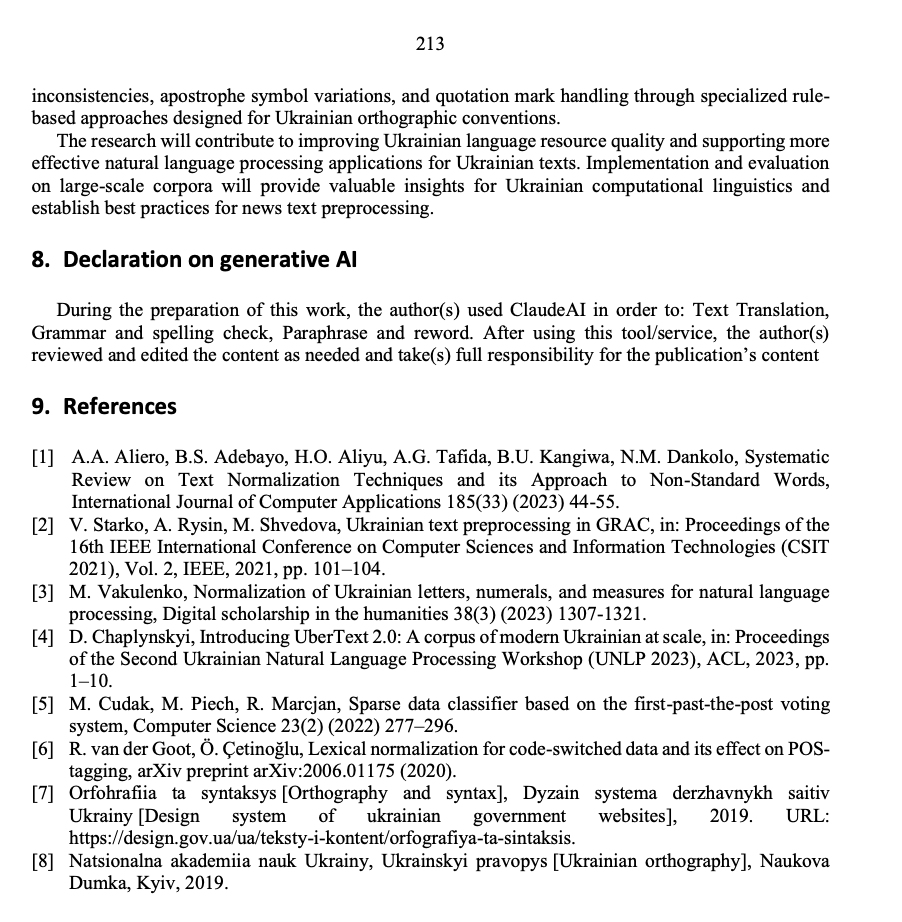 213
inconsistencies, apostrophe symbol variations, and quotation mark handling through specialized rule-
based approaches designed for Ukrainian orthographic conventions.
The research will contribute to improving Ukrainian language resource quality and supporting more
effective natural language processing applications for Ukrainian texts. Implementation and evaluation
on large-scale corpora will provide valuable insights for Ukrainian computational linguistics and
establish best practices for news text preprocessing.
8. Declaration on generative AI
During the preparation of this work, the author(s) used ClaudeAI in order to: Text Translation,
Grammar and spelling check, Paraphrase and reword. After using this tool/service, the author(s)
reviewed and edited the content as needed and take(s) full responsibility for the publication’s content
9. References
[1] A.A. Aliero, B.S. Adebayo, H.O. Aliyu, A.G. Tafida, B.U. Kangiwa, N.M. Dankolo, Systematic
Review on Text Normalization Techniques and its Approach to Non-Standard Words,
International Journal of Computer Applications 185(33) (2023) 44-55.
[2] V. Starko, A. Rysin, M. Shvedova, Ukrainian text preprocessing in GRAC, in: Proceedings of the
16th IEEE International Conference on Computer Sciences and Information Technologies (CSIT
2021), Vol. 2, IEEE, 2021, pp. 101–104.
[3] M. Vakulenko, Normalization of Ukrainian letters, numerals, and measures for natural language
processing, Digital scholarship in the humanities 38(3) (2023) 1307-1321.
[4] D. Chaplynskyi, Introducing UberText 2.0: A corpus of modern Ukrainian at scale, in: Proceedings
of the Second Ukrainian Natural Language Processing Workshop (UNLP 2023), ACL, 2023, pp.
1–10.
[5] M. Cudak, M. Piech, R. Marcjan, Sparse data classifier based on the first-past-the-post voting
system, Computer Science 23(2) (2022) 277–296.
[6] R. van der Goot, Ö. Çetinoğlu, Lexical normalization for code-switched data and its effect on POS-
tagging, arXiv preprint arXiv:2006.01175 (2020).
[7] Orfohrafiia ta syntaksys [Orthography and syntax], Dyzain systema derzhavnykh saitiv
Ukrainy [Design system of ukrainian government websites], 2019. URL:
https://design.gov.ua/ua/teksty-i-kontent/orfografiya-ta-sintaksis.
[8] Natsionalna akademiia nauk Ukrainy, Ukrainskyi pravopys [Ukrainian orthography], Naukova
Dumka, Kyiv, 2019.